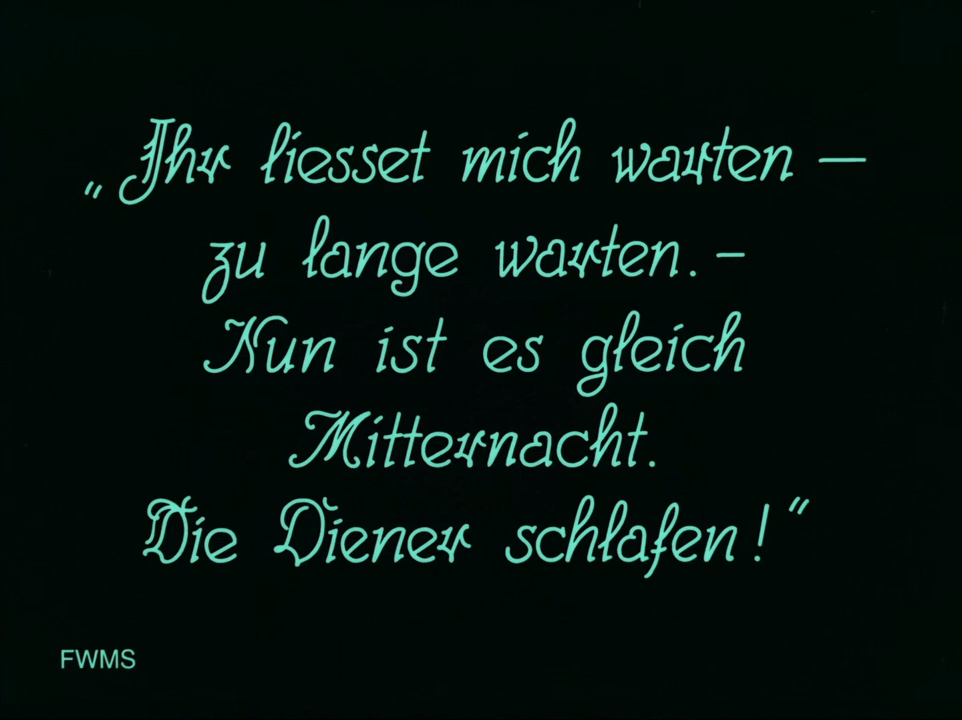 „Ihr liesset mich warten —
zu lange warten. –
Nun ist es gleich
Mitternacht.
Die Diener schlafen!“
FWMS